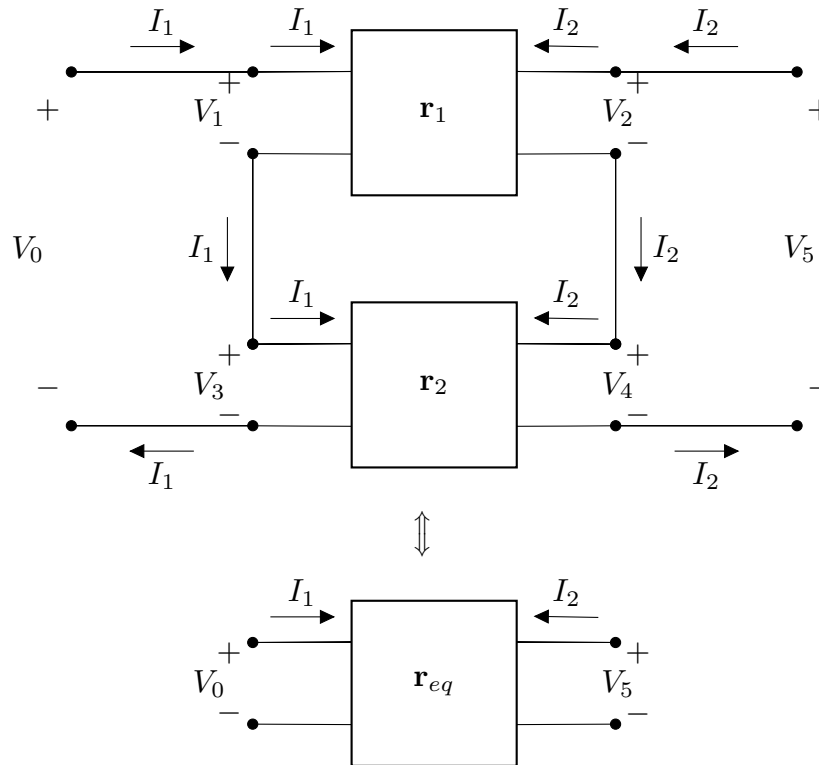 I₁ I₁ I₂ I₂
+ + + +
V₁ r₁ V₂
− −
V₀ I₁ I₂ V₅
I₁ I₂
+ +
− V₃ r₂ V₄ −
− −
I₁ I₂
⇕
I₁ I₂
+ +
V₀ r_eq V₅
− −